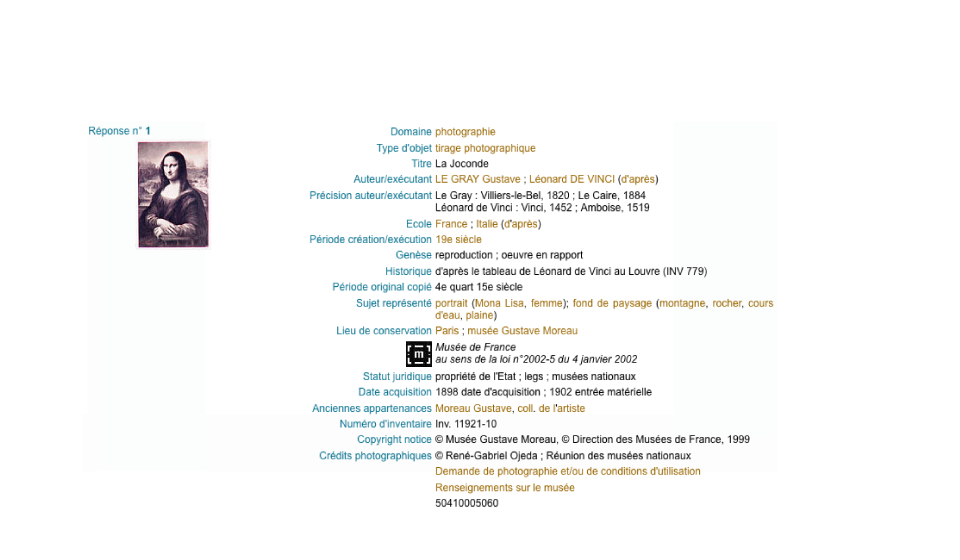 Réponse n° 1
Domaine photographie
Type d'objet tirage photographique
Titre La Joconde
Auteur/exécutant LE GRAY Gustave ; Léonard DE VINCI (d'après)
Précision auteur/exécutant Le Gray : Villiers-le-Bel, 1820 ; Le Caire, 1884
Léonard de Vinci : Vinci, 1452 ; Amboise, 1519
Ecole France ; Italie (d'après)
Période création/exécution 19e siècle
Genèse reproduction ; oeuvre en rapport
Historique d'après le tableau de Léonard de Vinci au Louvre (INV 779)
Période original copié 4e quart 15e siècle
Sujet représenté portrait (Mona Lisa, femme); fond de paysage (montagne, rocher, cours
d'eau, plaine)
Lieu de conservation Paris ; musée Gustave Moreau
m Musée de France
au sens de la loi n°2002-5 du 4 janvier 2002
Statut juridique propriété de l'Etat ; legs ; musées nationaux
Date acquisition 1898 date d'acquisition ; 1902 entrée matérielle
Anciennes appartenances Moreau Gustave, coll. de l'artiste
Numéro d'inventaire Inv. 11921-10
Copyright notice © Musée Gustave Moreau, © Direction des Musées de France, 1999
Crédits photographiques © René-Gabriel Ojeda ; Réunion des musées nationaux
Demande de photographie et/ou de conditions d'utilisation
Renseignements sur le musée
50410005060